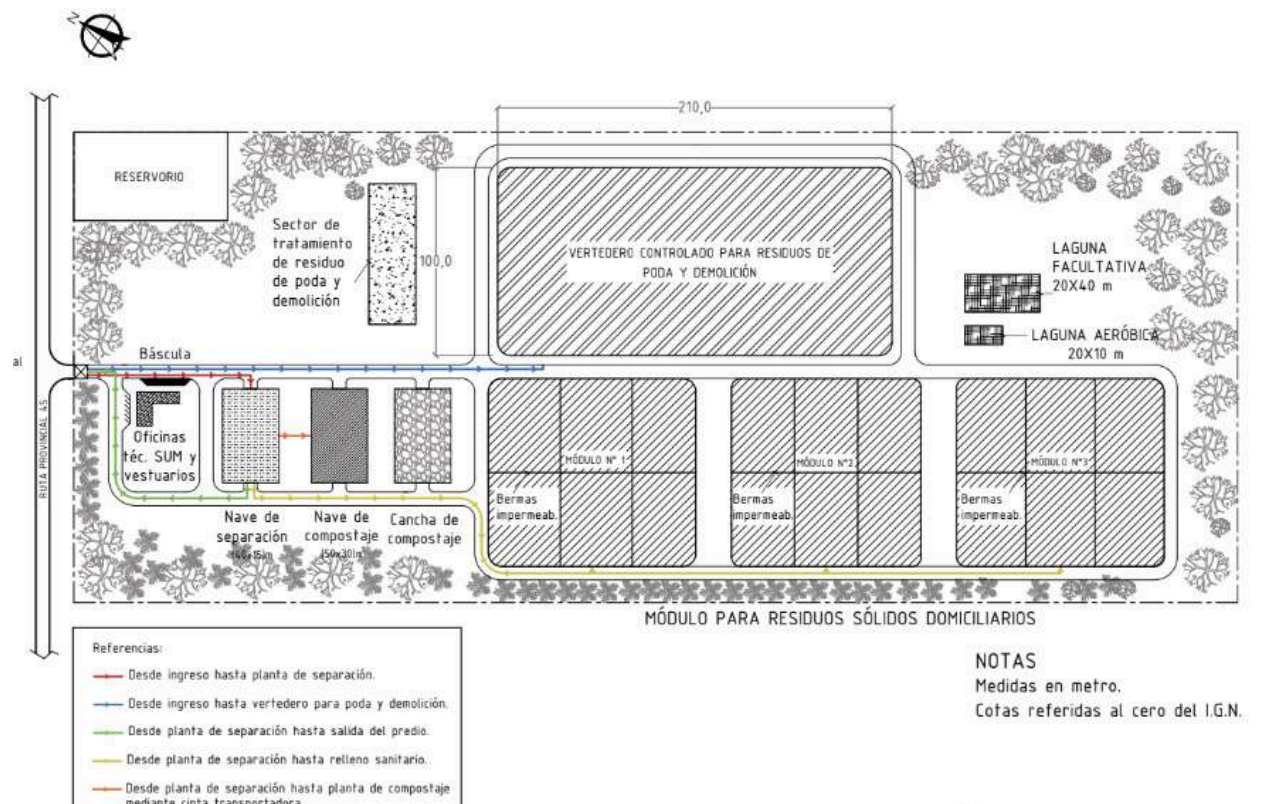 N
210,0
RESERVORIO
Sector de
tratamiento
de residuo
de poda y
demolición
100,0
VERTEDERO CONTROLADO PARA RESIDUOS DE
PODA Y DEMOLICIÓN
LAGUNA
FACULTATIVA
20X40 m
LAGUNA AERÓBICA
20X10 m
al
Báscula
RUTA PROVINCIAL 45
Oficinas
téc. SUM y
vestuarios
MÓDULO Nº 1
MÓDULO Nº2
MÓDULO Nº3
Bermas
impermeab.
Bermas
impermeab.
Bermas
impermeab.
Nave de
separación
Nave de
compostaje
(50x30)m
Cancha de
compostaje
MÓDULO PARA RESIDUOS SÓLIDOS DOMICILIARIOS
Referencias:
Desde ingreso hasta planta de separación.
Desde ingreso hasta vertedero para poda y demolición.
Desde planta de separación hasta salida del predio.
Desde planta de separación hasta relleno sanitario.
Desde planta de separación hasta planta de compostaje
mediante cinta transportadora
NOTAS
Medidas en metro.
Cotas referidas al cero del I.G.N.